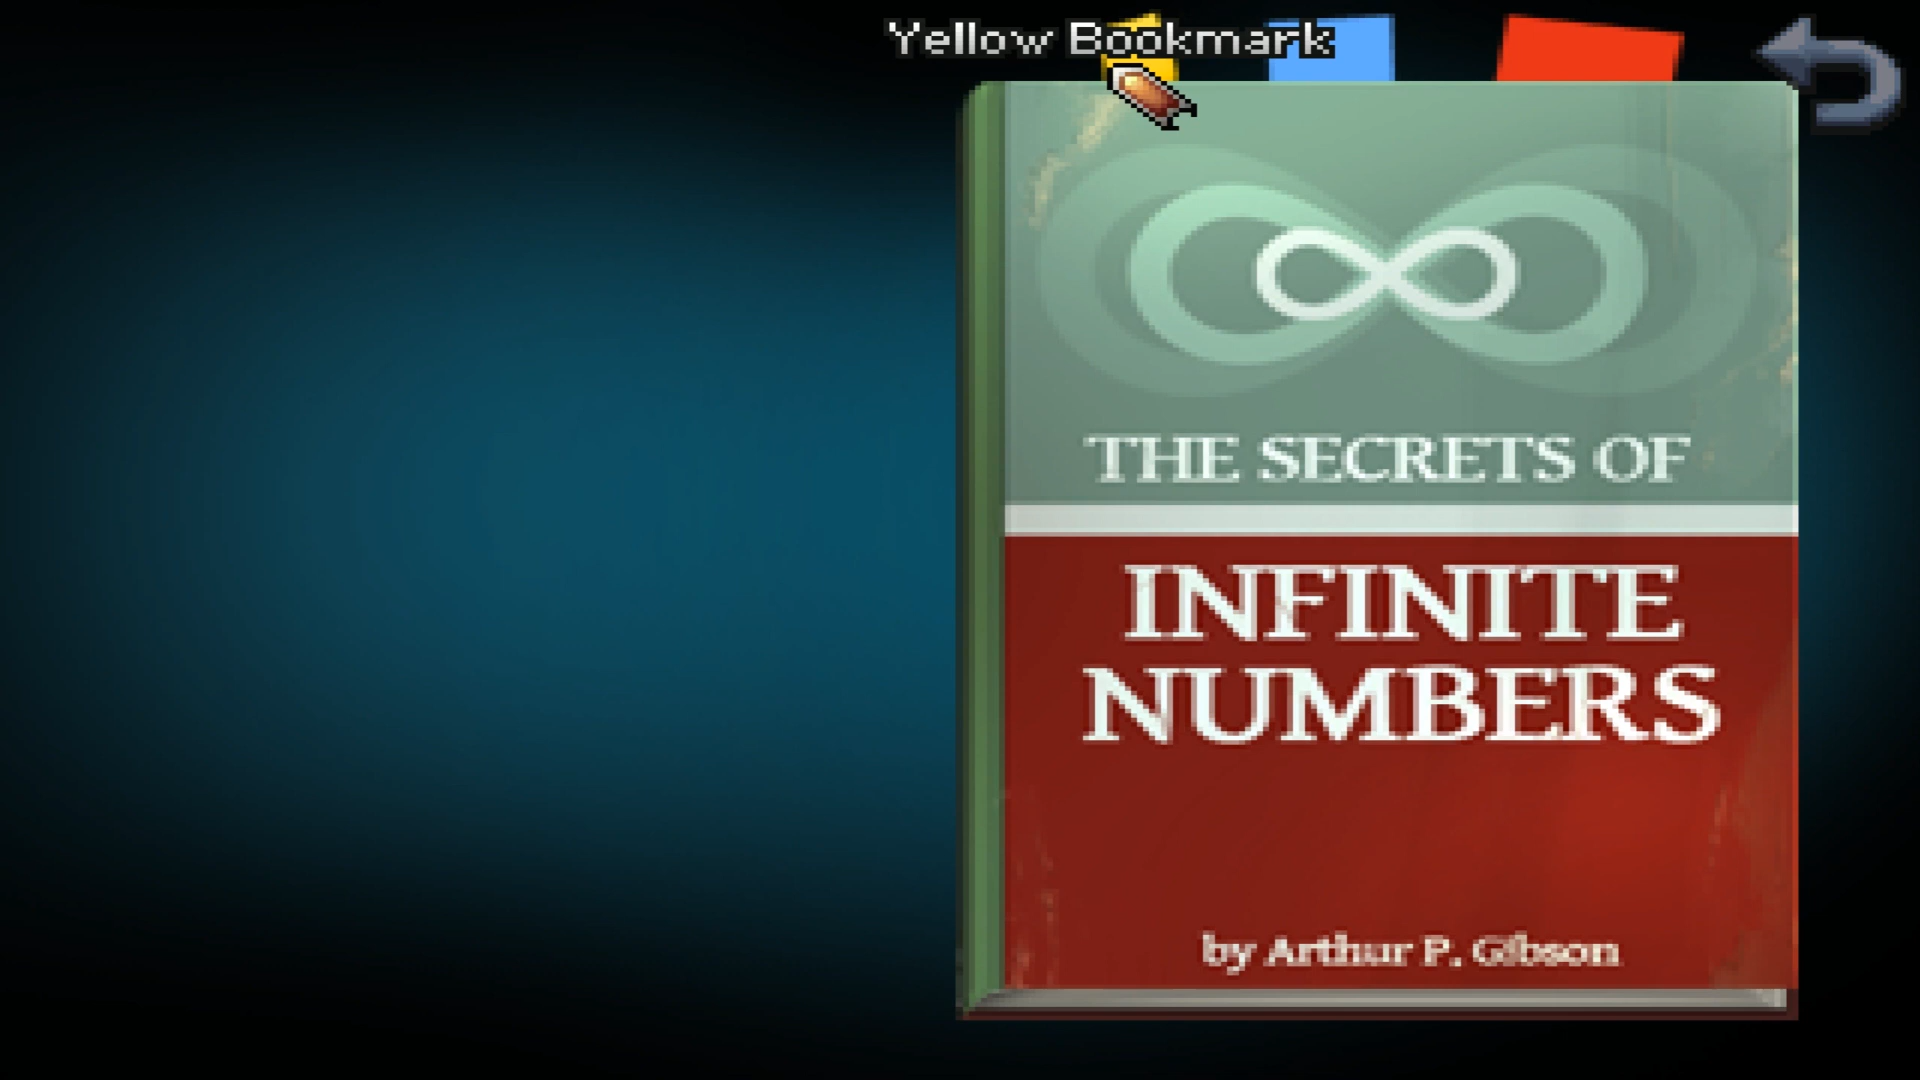 Yellow Bookmark
THE SECRETS OF
INFINITE
NUMBERS
by Arthur P. Gibson